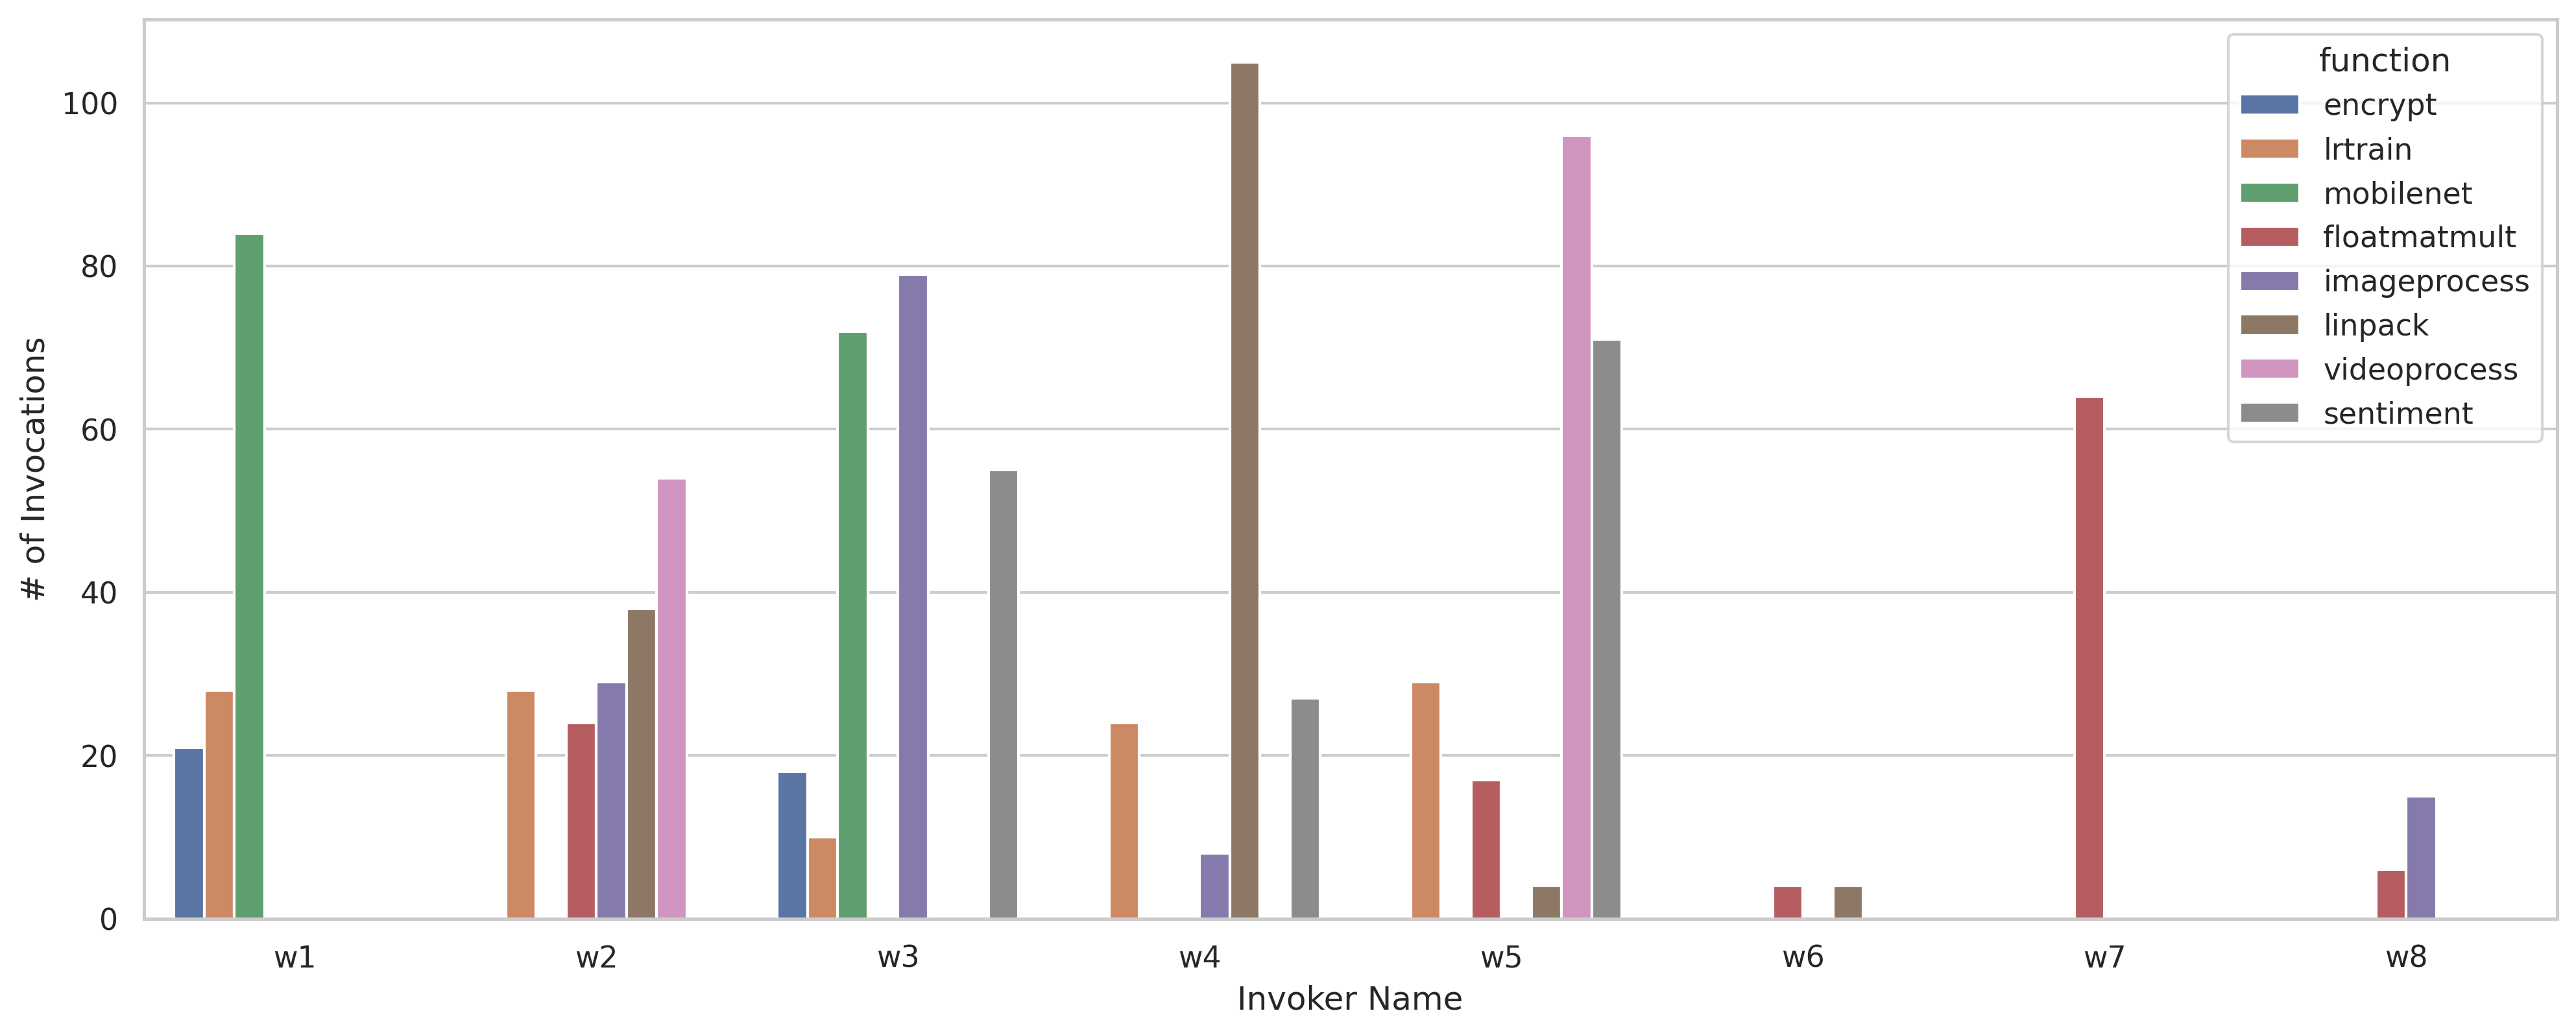 function
encrypt
lrtrain
mobilenet
floatmatmult
imageprocess
linpack
videoprocess
sentiment
# of Invocations
100
80
60
40
20
0
w1 w2 w3 w4 w5 w6 w7 w8
Invoker Name